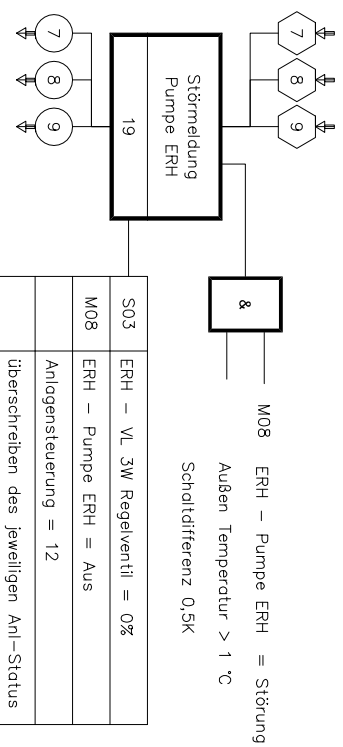 7
8
9
Störmeldung
Pumpe ERH
19
7
8
9
&
M08 ERH – Pumpe ERH = Störung
Außen Temperatur > 1 °C
Schaltdifferenz 0,5K
S03 ERH – VL 3W Regelventil = 0%
M08 ERH – Pumpe ERH = Aus
Anlagensteuerung = 12
überschreiben des jeweiligen Anl–Status